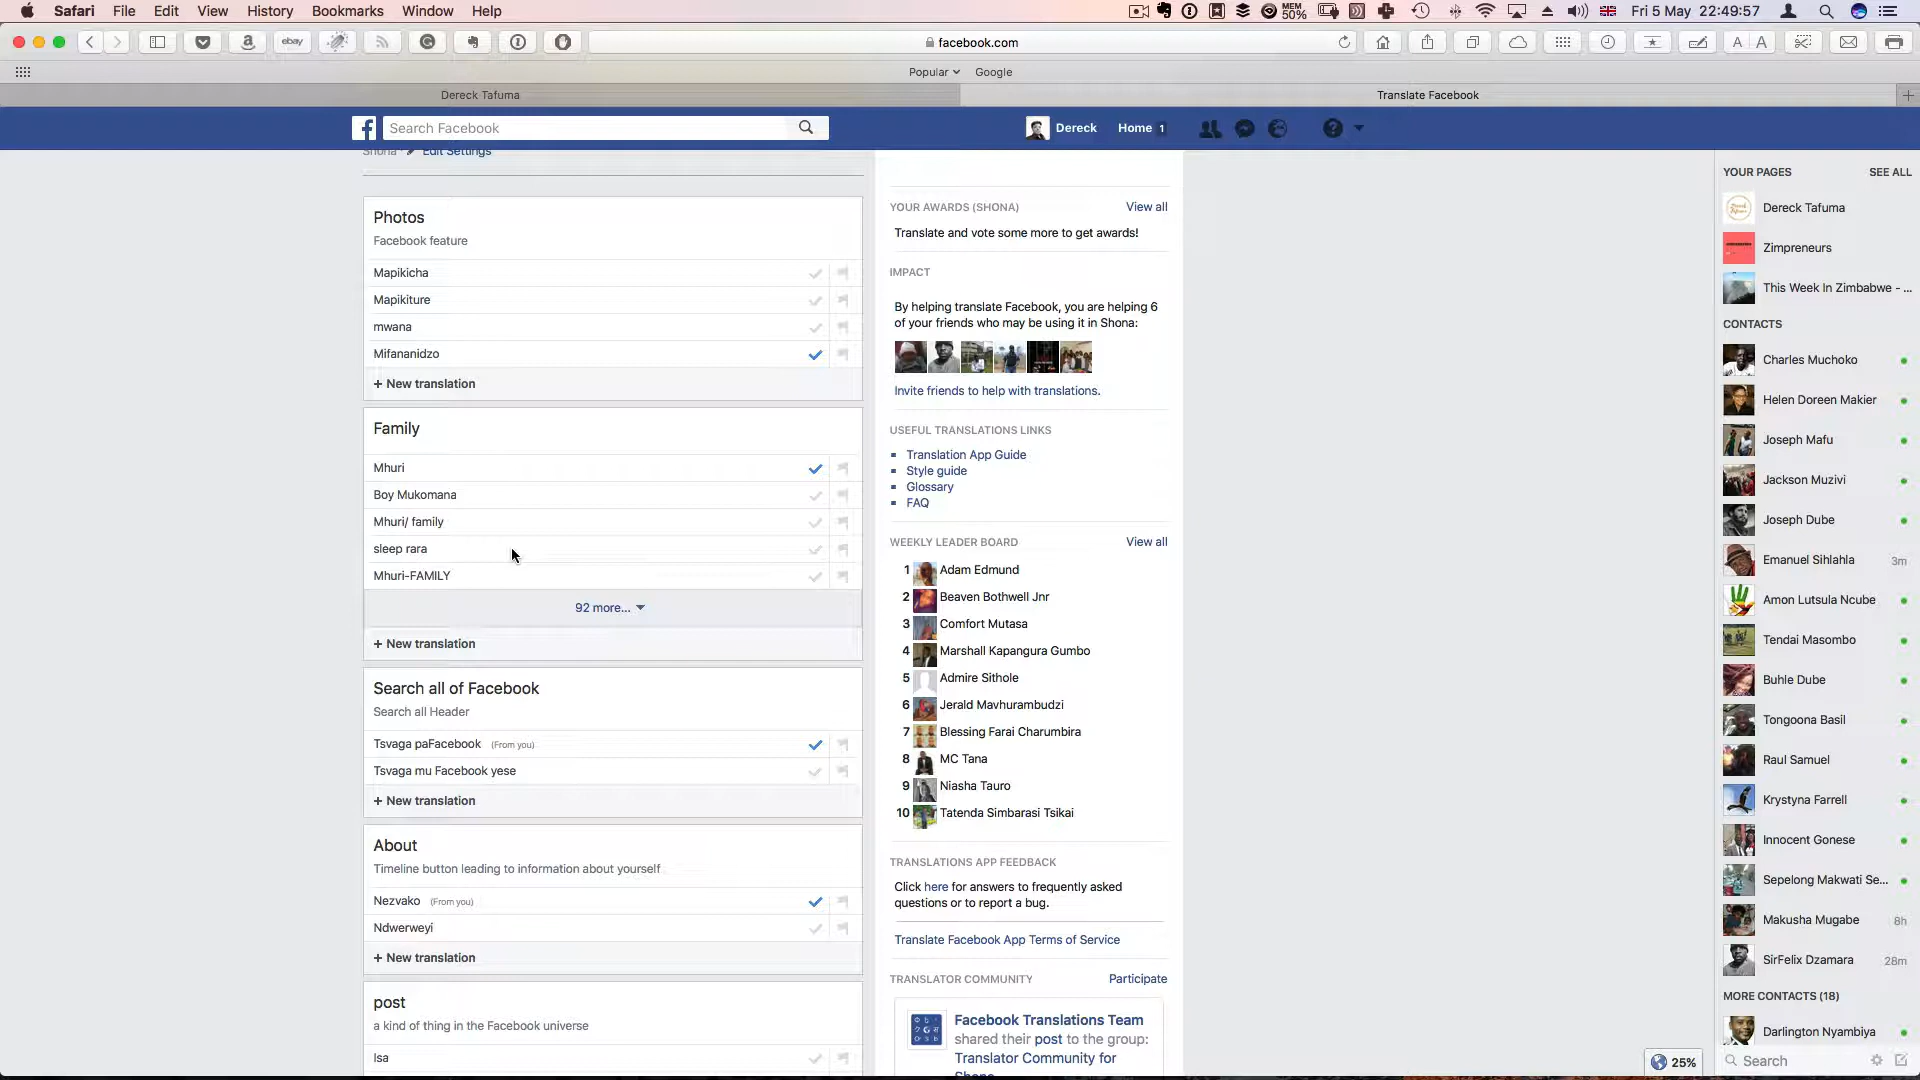 Safari File Edit View History Bookmarks Window Help
MEM 50%
Fri 5 May 22:49:57
ebay
facebook.com
A A
Popular
Google
Dereck Tafuma
Translate Facebook
Search Facebook
Dereck
Home 1
Shona · Edit Settings
Photos
Facebook feature
Mapikicha
Mapikiture
mwana
Mifananidzo
+ New translation
Family
Mhuri
Boy Mukomana
Mhuri/ family
sleep rara
Mhuri-FAMILY
92 more...
+ New translation
Search all of Facebook
Search all Header
Tsvaga paFacebook (From you)
Tsvaga mu Facebook yese
+ New translation
About
Timeline button leading to information about yourself
Nezvako (From you)
Ndwerweyi
+ New translation
post
a kind of thing in the Facebook universe
Isa
YOUR AWARDS (SHONA)
View all
Translate and vote some more to get awards!
IMPACT
By helping translate Facebook, you are helping 6
of your friends who may be using it in Shona:
Invite friends to help with translations.
USEFUL TRANSLATIONS LINKS
Translation App Guide
Style guide
Glossary
FAQ
WEEKLY LEADER BOARD
View all
1 Adam Edmund
2 Beaven Bothwell Jnr
3 Comfort Mutasa
4 Marshall Kapangura Gumbo
5 Admire Sithole
6 Jerald Mavhurambudzi
7 Blessing Farai Charumbira
8 MC Tana
9 Niasha Tauro
10 Tatenda Simbarasi Tsikai
TRANSLATIONS APP FEEDBACK
Click here for answers to frequently asked
questions or to report a bug.
Translate Facebook App Terms of Service
TRANSLATOR COMMUNITY
Participate
Facebook Translations Team
shared their post to the group:
Translator Community for
Shona
YOUR PAGES
SEE ALL
Dereck Tafuma
Zimpreneurs
This Week In Zimbabwe - ...
CONTACTS
Charles Muchoko
Helen Doreen Makier
Joseph Mafu
Jackson Muzivi
Joseph Dube
Emanuel Sihlahla 3m
Amon Lutsula Ncube
Tendai Masombo
Buhle Dube
Tongoona Basil
Raul Samuel
Krystyna Farrell
Innocent Gonese
Sepelong Makwati Se...
Makusha Mugabe 8h
SirFelix Dzamara 28m
MORE CONTACTS (18)
Darlington Nyambiya
25%
Search